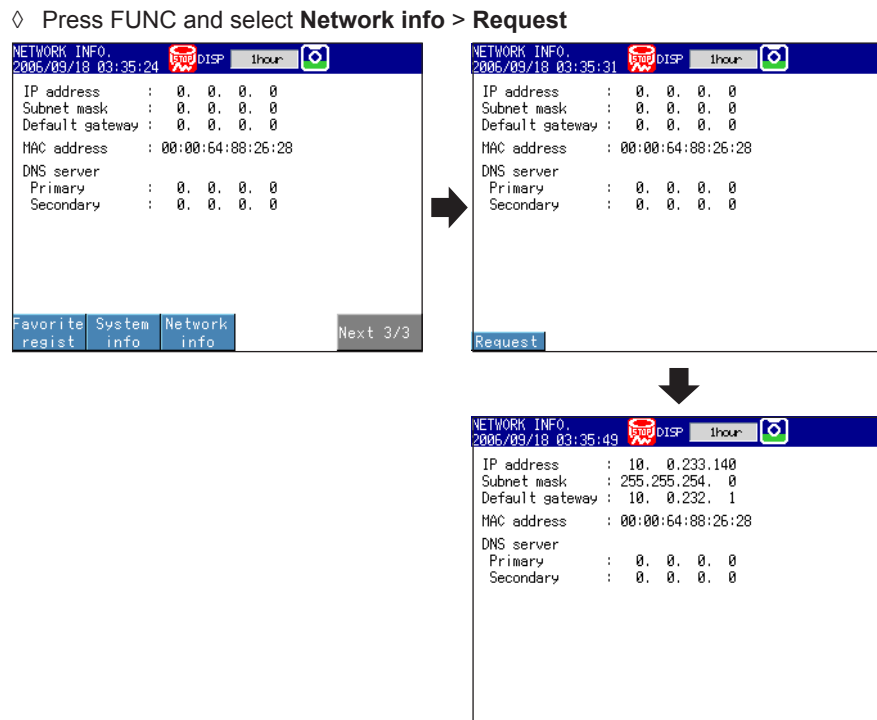 ◊ Press FUNC and select Network info > Request
NETWORK INFO.
2006/09/18 03:35:24 STOP DISP 1hour
IP address : 0. 0. 0. 0
Subnet mask : 0. 0. 0. 0
Default gateway : 0. 0. 0. 0
MAC address : 00:00:64:88:26:28
DNS server
Primary : 0. 0. 0. 0
Secondary : 0. 0. 0. 0
Favorite System Network
regist info info Next 3/3
NETWORK INFO.
2006/09/18 03:35:31 STOP DISP 1hour
IP address : 0. 0. 0. 0
Subnet mask : 0. 0. 0. 0
Default gateway : 0. 0. 0. 0
MAC address : 00:00:64:88:26:28
DNS server
Primary : 0. 0. 0. 0
Secondary : 0. 0. 0. 0
Request
NETWORK INFO.
2006/09/18 03:35:49 STOP DISP 1hour
IP address : 10. 0.233.140
Subnet mask : 255.255.254. 0
Default gateway : 10. 0.232. 1
MAC address : 00:00:64:88:26:28
DNS server
Primary : 0. 0. 0. 0
Secondary : 0. 0. 0. 0